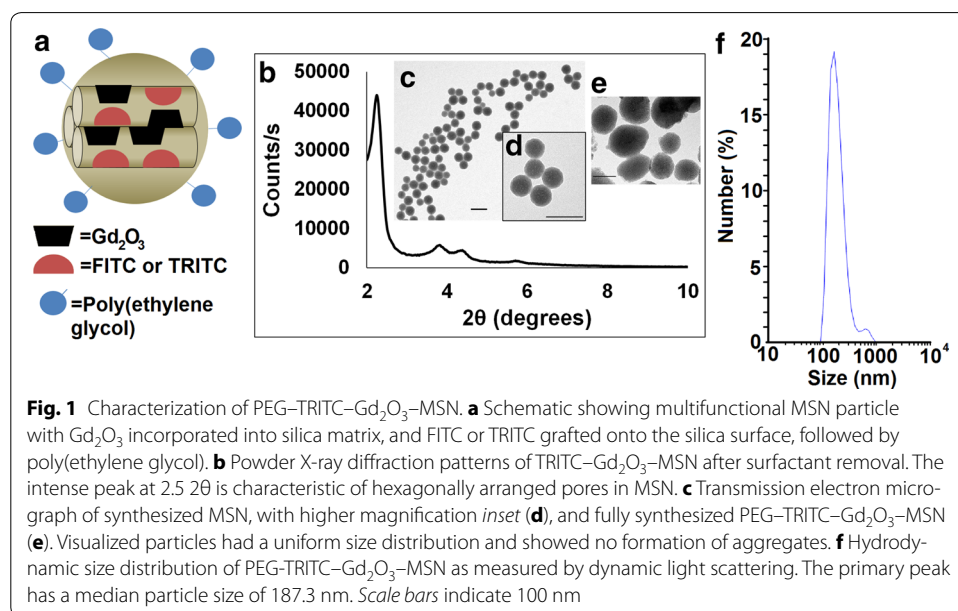 a
=Gd₂O₃
=FITC or TRITC
=Poly(ethylene
glycol)
b
50000
40000
30000
20000
10000
0
Counts/s
2
4
6
8
10
2θ (degrees)
c
d
e
f
20
15
10
5
0
Number (%)
10
100
1000
10⁴
Size (nm)
Fig. 1 Characterization of PEG–TRITC–Gd₂O₃–MSN. a Schematic showing multifunctional MSN particle
with Gd₂O₃ incorporated into silica matrix, and FITC or TRITC grafted onto the silica surface, followed by
poly(ethylene glycol). b Powder X-ray diffraction patterns of TRITC–Gd₂O₃–MSN after surfactant removal. The
intense peak at 2.5 2θ is characteristic of hexagonally arranged pores in MSN. c Transmission electron micro-
graph of synthesized MSN, with higher magnification inset (d), and fully synthesized PEG–TRITC–Gd₂O₃–MSN
(e). Visualized particles had a uniform size distribution and showed no formation of aggregates. f Hydrody-
namic size distribution of PEG-TRITC–Gd₂O₃–MSN as measured by dynamic light scattering. The primary peak
has a median particle size of 187.3 nm. Scale bars indicate 100 nm